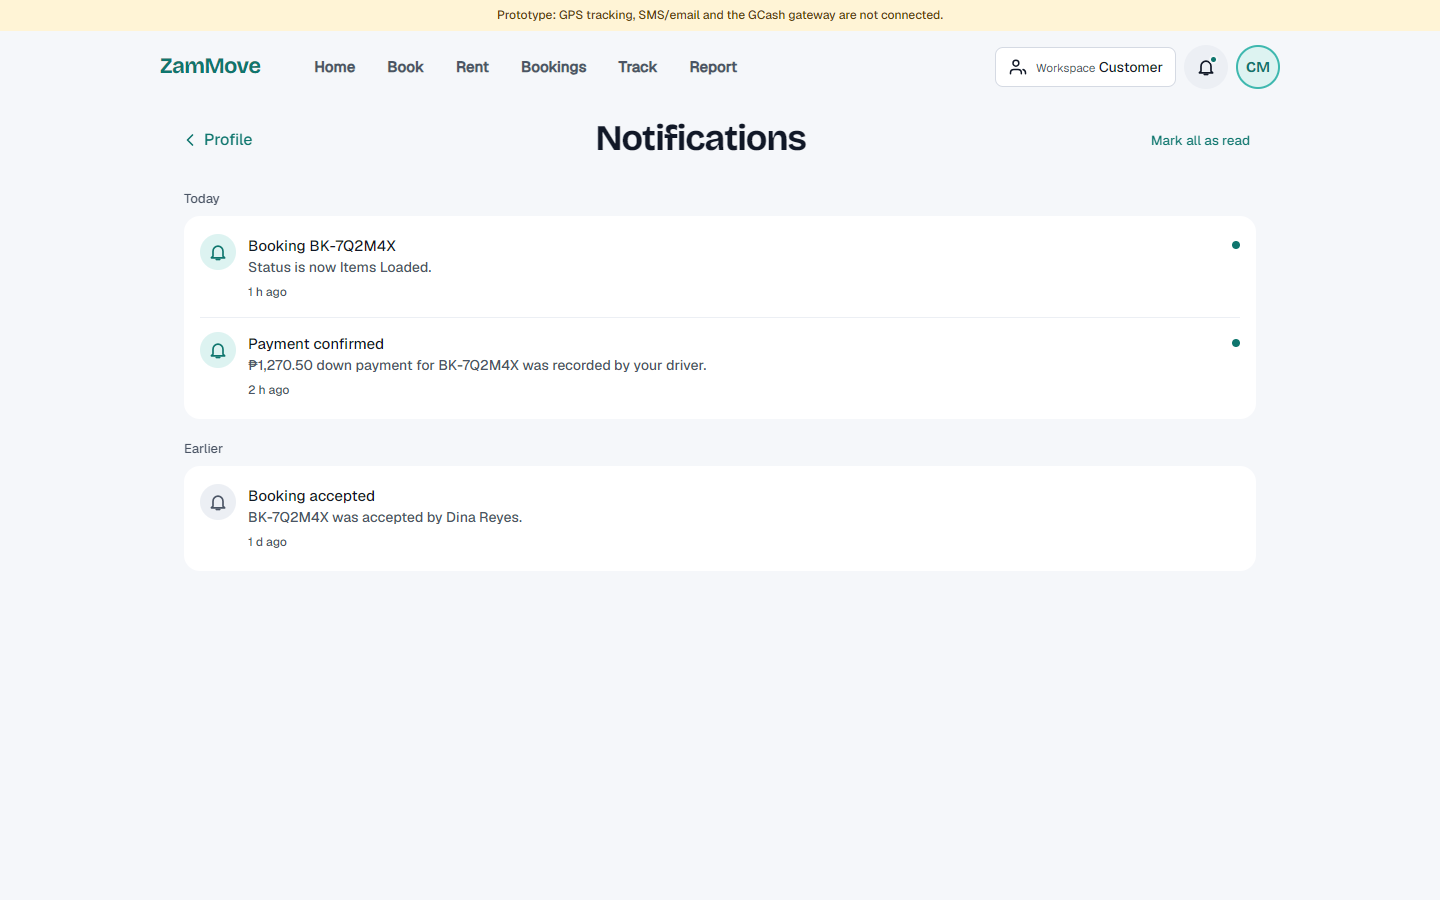 Prototype: GPS tracking, SMS/email and the GCash gateway are not connected.
ZamMove
Home
Book
Rent
Bookings
Track
Report
Workspace Customer
CM
Profile
Notifications
Mark all as read
Today
Booking BK-7Q2M4X
Status is now Items Loaded.
1 h ago
Payment confirmed
₱1,270.50 down payment for BK-7Q2M4X was recorded by your driver.
2 h ago
Earlier
Booking accepted
BK-7Q2M4X was accepted by Dina Reyes.
1 d ago